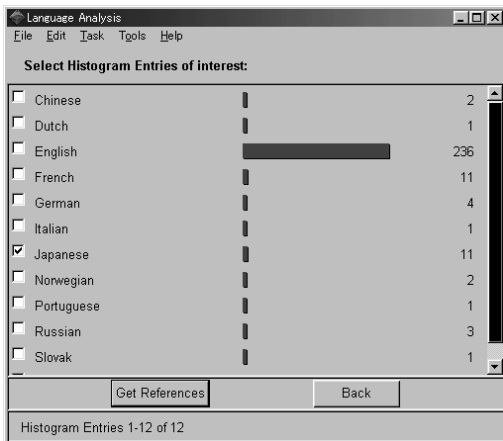 Language Analysis
File Edit Task Tools Help
Select Histogram Entries of interest:
Chinese 2
Dutch 1
English 236
French 11
German 4
Italian 1
Japanese 11
Norwegian 2
Portuguese 1
Russian 3
Slovak 1
Get References Back
Histogram Entries 1-12 of 12